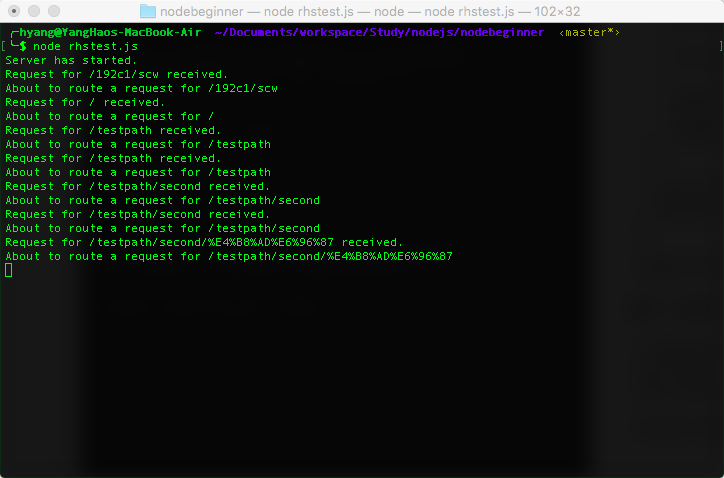 nodebeginner — node rhstest.js — node — node rhstest.js — 102×32
╭─hyang@YangHaos-MacBook-Air ~/Documents/workspace/Study/nodejs/nodebeginner ‹master*›
[ ╰─$ node rhstest.js ]
Server has started.
Request for /192c1/scw received.
About to route a request for /192c1/scw
Request for / received.
About to route a request for /
Request for /testpath received.
About to route a request for /testpath
Request for /testpath received.
About to route a request for /testpath
Request for /testpath/second received.
About to route a request for /testpath/second
Request for /testpath/second received.
About to route a request for /testpath/second
Request for /testpath/second/%E4%B8%AD%E6%96%87 received.
About to route a request for /testpath/second/%E4%B8%AD%E6%96%87